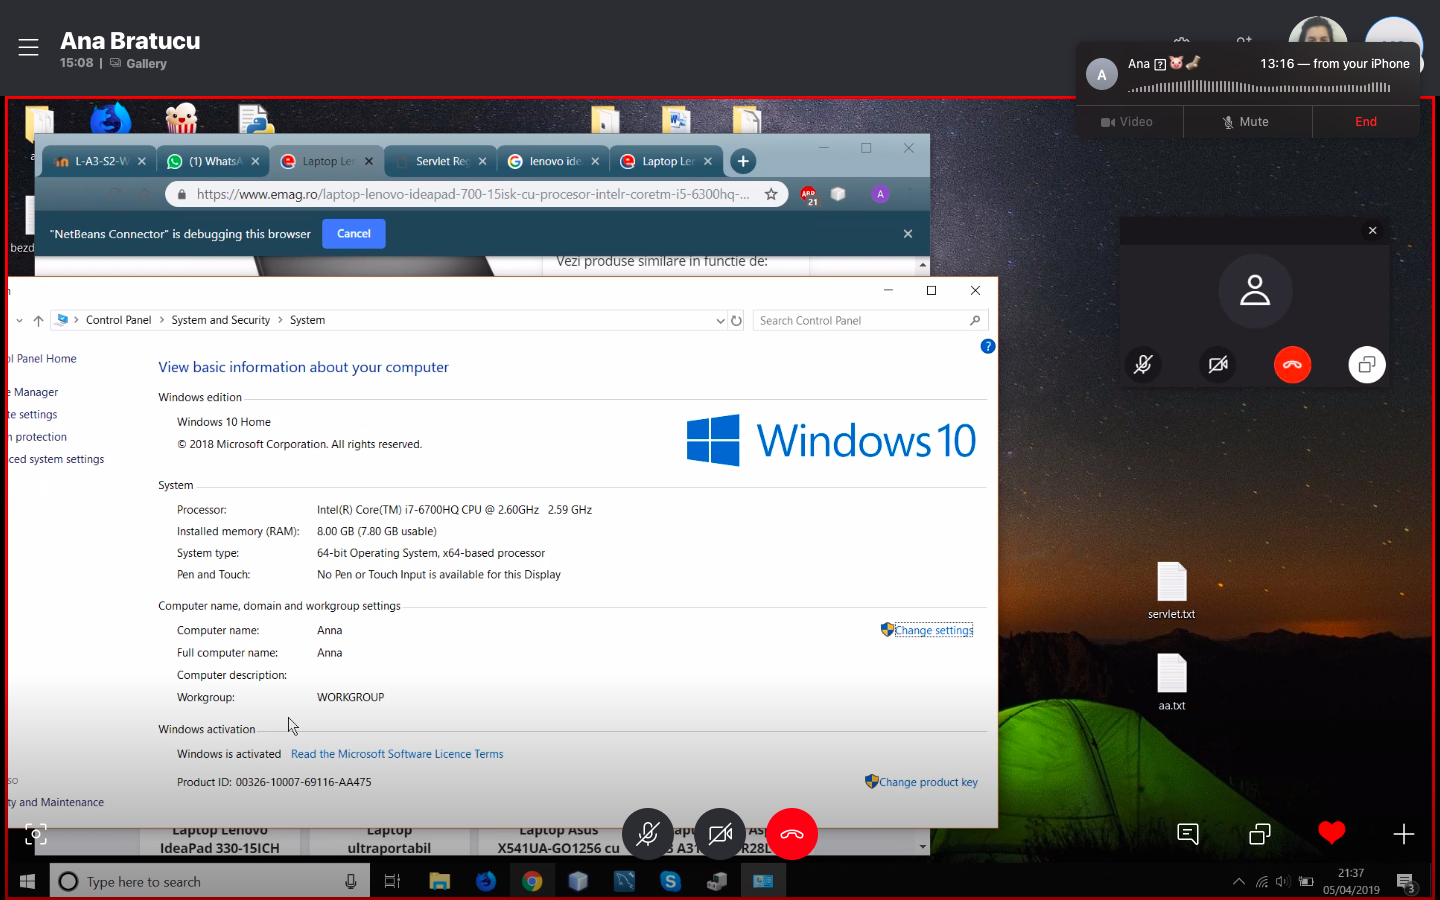 Ana Bratucu
15:08 | Gallery
A
Ana
13:16 — from your iPhone
Video
Mute
End
L-A3-S2-W
(1) WhatsA
Laptop Len
Servlet Req
lenovo ide
Laptop Len
https://www.emag.ro/laptop-lenovo-ideapad-700-15isk-cu-procesor-intelr-coretm-i5-6300hq-...
ABP
21
A
"NetBeans Connector" is debugging this browser
Cancel
bezd
Vezi produse similare in functie de:
Control Panel
System and Security
System
Search Control Panel
ol Panel Home
e Manager
te settings
n protection
ced system settings
View basic information about your computer
Windows edition
Windows 10 Home
© 2018 Microsoft Corporation. All rights reserved.
Windows 10
System
Processor: Intel(R) Core(TM) i7-6700HQ CPU @ 2.60GHz 2.59 GHz
Installed memory (RAM): 8.00 GB (7.80 GB usable)
System type: 64-bit Operating System, x64-based processor
Pen and Touch: No Pen or Touch Input is available for this Display
Computer name, domain and workgroup settings
Computer name: Anna
Change settings
Full computer name: Anna
Computer description:
Workgroup: WORKGROUP
Windows activation
Windows is activated Read the Microsoft Software Licence Terms
Product ID: 00326-10007-69116-AA475
Change product key
so
ty and Maintenance
servlet.txt
aa.txt
Laptop Lenovo
IdeaPad 330-15ICH
Laptop
ultraportabil
Laptop Asus
X541UA-GO1256 cu
Type here to search
21:37
05/04/2019
3